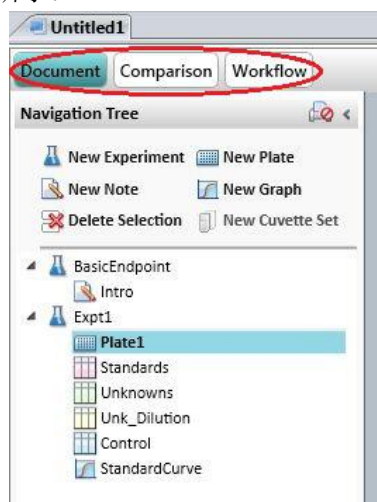 Untitled1
Document Comparison Workflow
Navigation Tree
New Experiment New Plate
New Note New Graph
Delete Selection New Cuvette Set
BasicEndpoint
Intro
Expt1
Plate1
Standards
Unknowns
Unk_Dilution
Control
StandardCurve